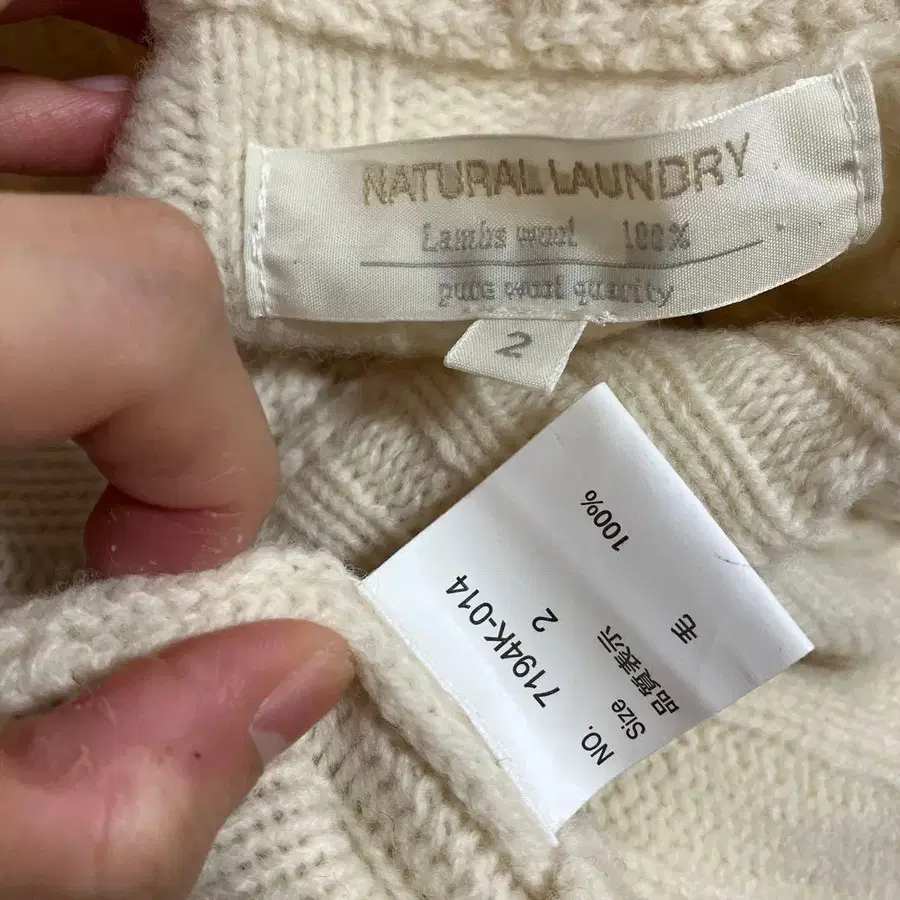 NATURAL LAUNDRY
Lambs wool 100%
pure wool quarity
2
NO. 7194K-014
Size 2
品質表示
毛 100%